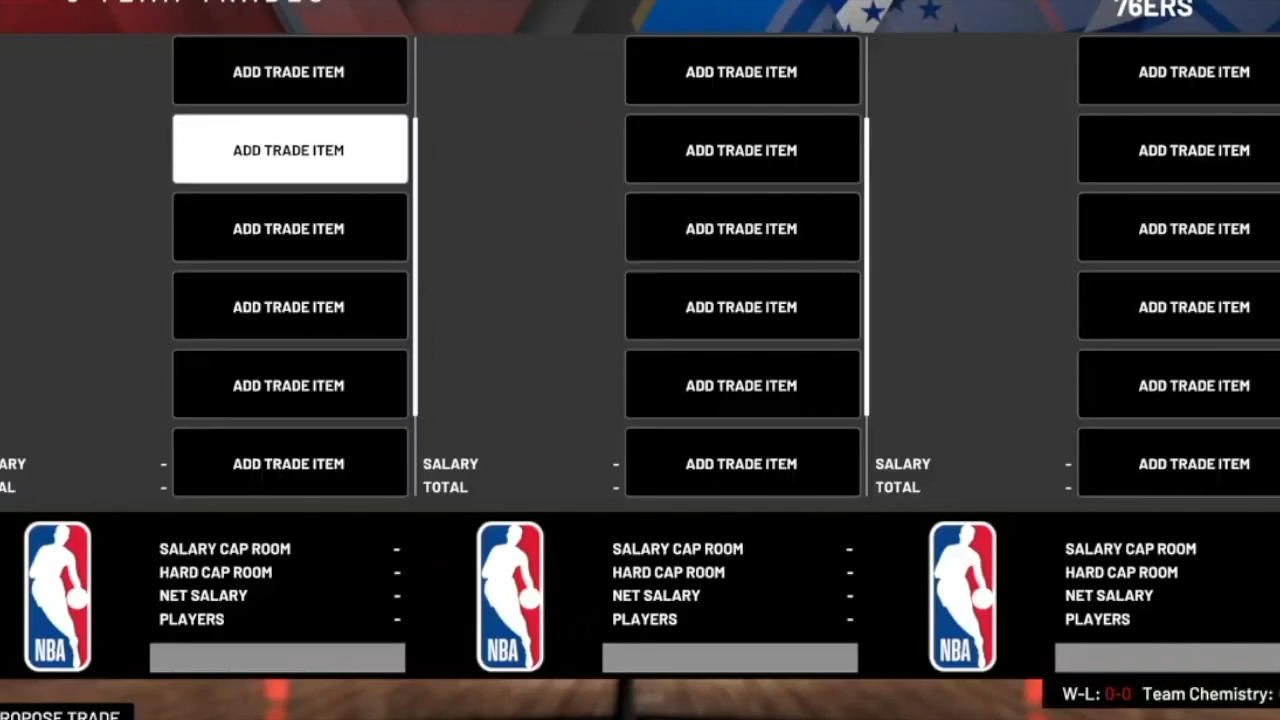 76ERS
ADD TRADE ITEM ADD TRADE ITEM ADD TRADE ITEM
ADD TRADE ITEM ADD TRADE ITEM ADD TRADE ITEM
ADD TRADE ITEM ADD TRADE ITEM ADD TRADE ITEM
ADD TRADE ITEM ADD TRADE ITEM ADD TRADE ITEM
ADD TRADE ITEM ADD TRADE ITEM ADD TRADE ITEM
ARY - ADD TRADE ITEM SALARY - ADD TRADE ITEM SALARY - ADD TRADE ITEM
AL - TOTAL - TOTAL -
SALARY CAP ROOM - SALARY CAP ROOM - SALARY CAP ROOM
HARD CAP ROOM - HARD CAP ROOM - HARD CAP ROOM
NET SALARY - NET SALARY - NET SALARY
PLAYERS - PLAYERS - PLAYERS
NBA NBA NBA
W-L: 0-0 Team Chemistry:
ROPOSE TRADE